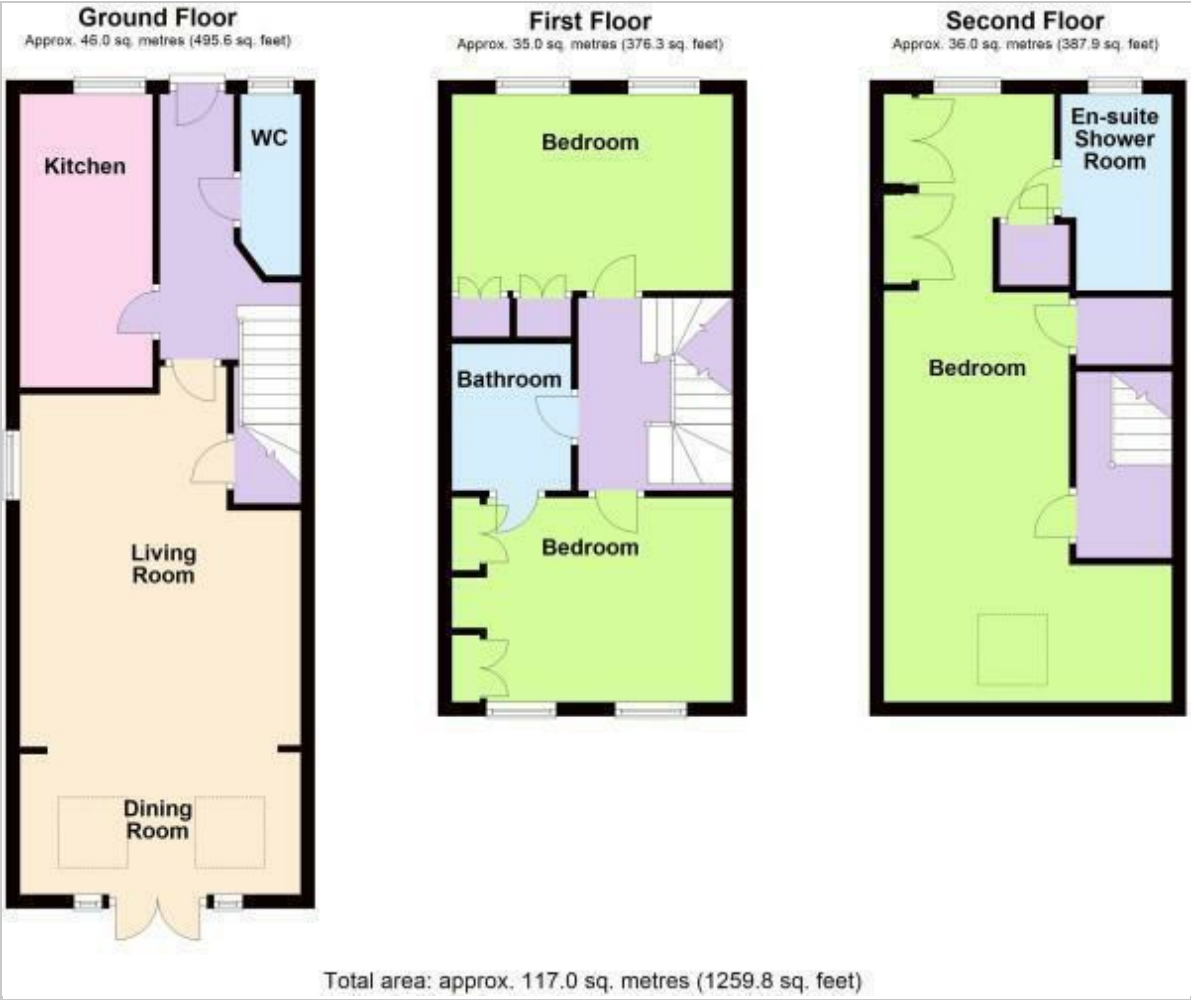 Ground Floor
Approx. 46.0 sq. metres (495.6 sq. feet)
Kitchen
WC
Living
Room
Dining
Room
First Floor
Approx. 35.0 sq. metres (376.3 sq. feet)
Bedroom
Bathroom
Bedroom
Second Floor
Approx. 36.0 sq. metres (387.9 sq. feet)
En-suite
Shower
Room
Bedroom
Total area: approx. 117.0 sq. metres (1259.8 sq. feet)